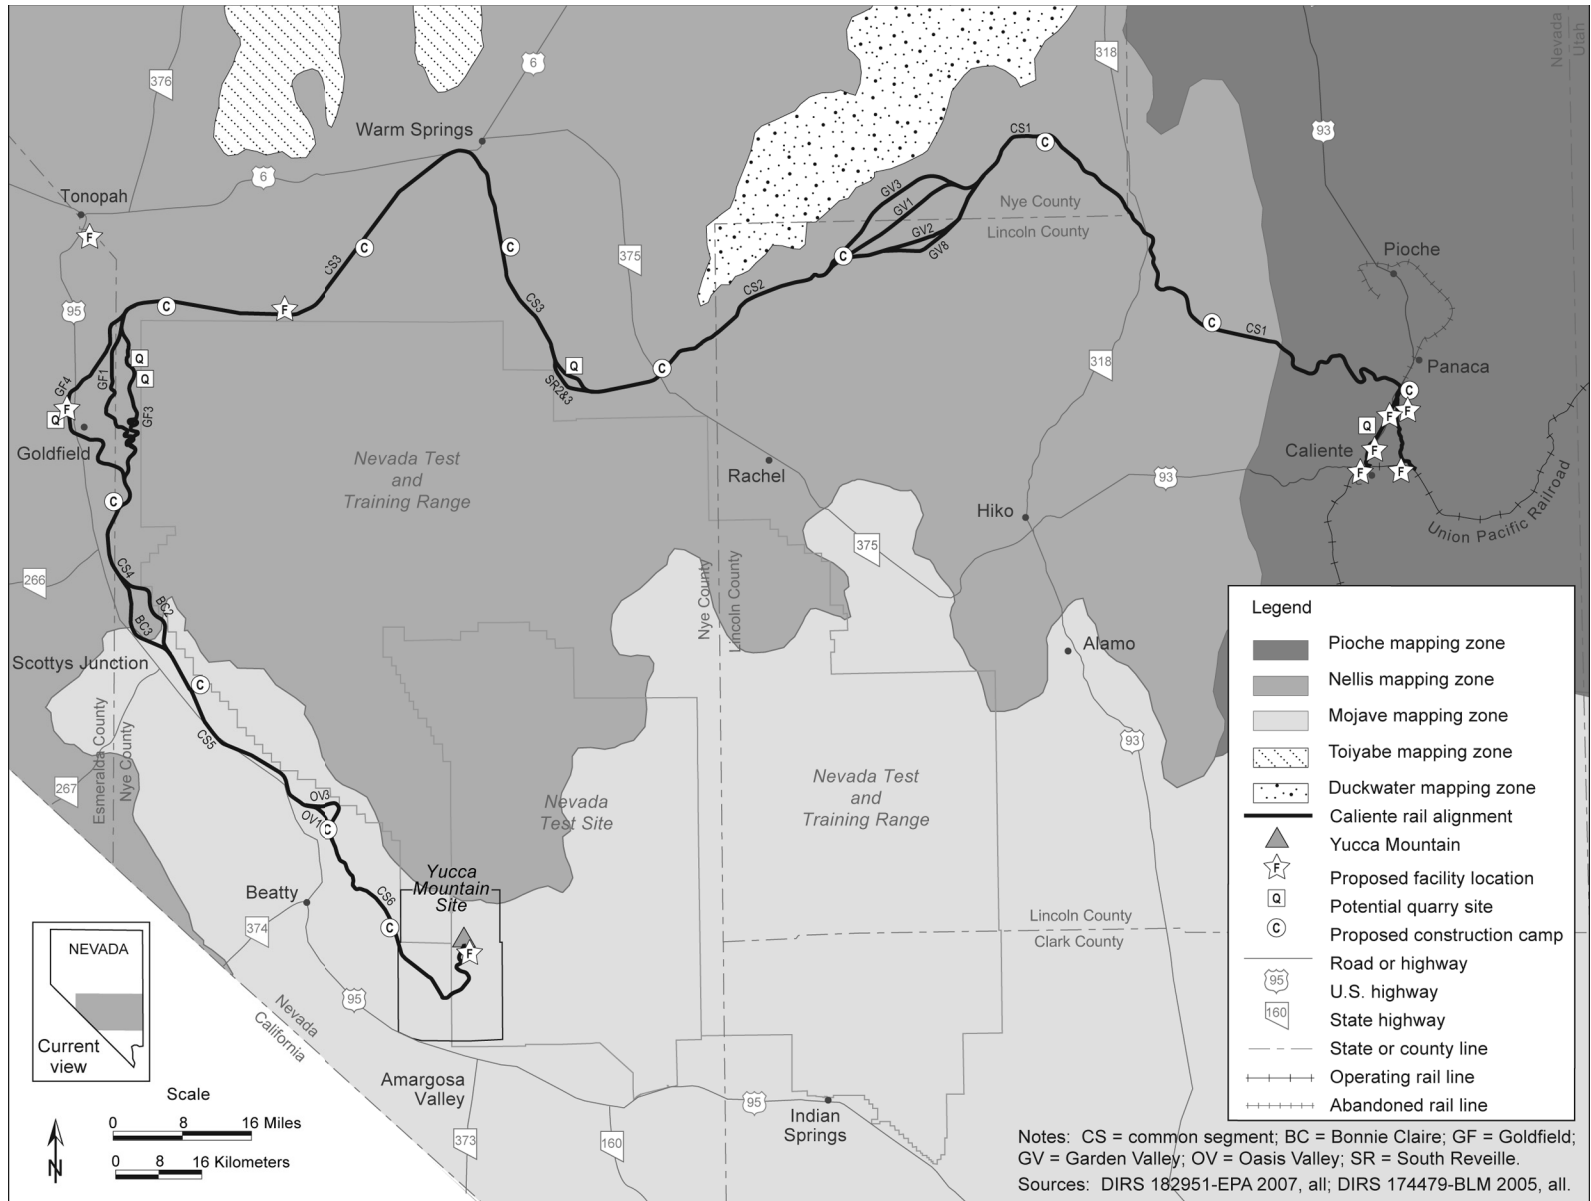 376
6
318
Nevada
Utah
93
Warm Springs
CS1
C
6
Tonopah
F
GV3
GV1
GV2
GV8
Nye County
Lincoln County
C
C
CS3
C
375
C
Pioche
95
C
F
CS3
CS2
C
CS1
Q
Q
Q
C
SR2&3
318
Panaca
GF4
GF1
GF3
F
Q
C
F
F
Q
Goldfield
Nevada Test
and
Training Range
Rachel
Caliente
F
F
F
93
C
Hiko
Union Pacific Railroad
375
266
CS4
BC2
BC3
Nye County
Lincoln County
Scottys Junction
Alamo
C
CS5
Esmeralda County
Nye County
93
267
OV3
OV1
C
Nevada
Test Site
Nevada Test
and
Training Range
Yucca
Mountain
Site
Beatty
CS6
C
374
F
Lincoln County
Clark County
95
Nevada
California
NEVADA
Current
view
Amargosa
Valley
95
Indian
Springs
373
160
Scale
0 8 16 Miles
0 8 16 Kilometers
N
Legend
Pioche mapping zone
Nellis mapping zone
Mojave mapping zone
Toiyabe mapping zone
Duckwater mapping zone
Caliente rail alignment
Yucca Mountain
F Proposed facility location
Q Potential quarry site
C Proposed construction camp
Road or highway
95 U.S. highway
160 State highway
State or county line
Operating rail line
Abandoned rail line
Notes: CS = common segment; BC = Bonnie Claire; GF = Goldfield;
GV = Garden Valley; OV = Oasis Valley; SR = South Reveille.
Sources: DIRS 182951-EPA 2007, all; DIRS 174479-BLM 2005, all.